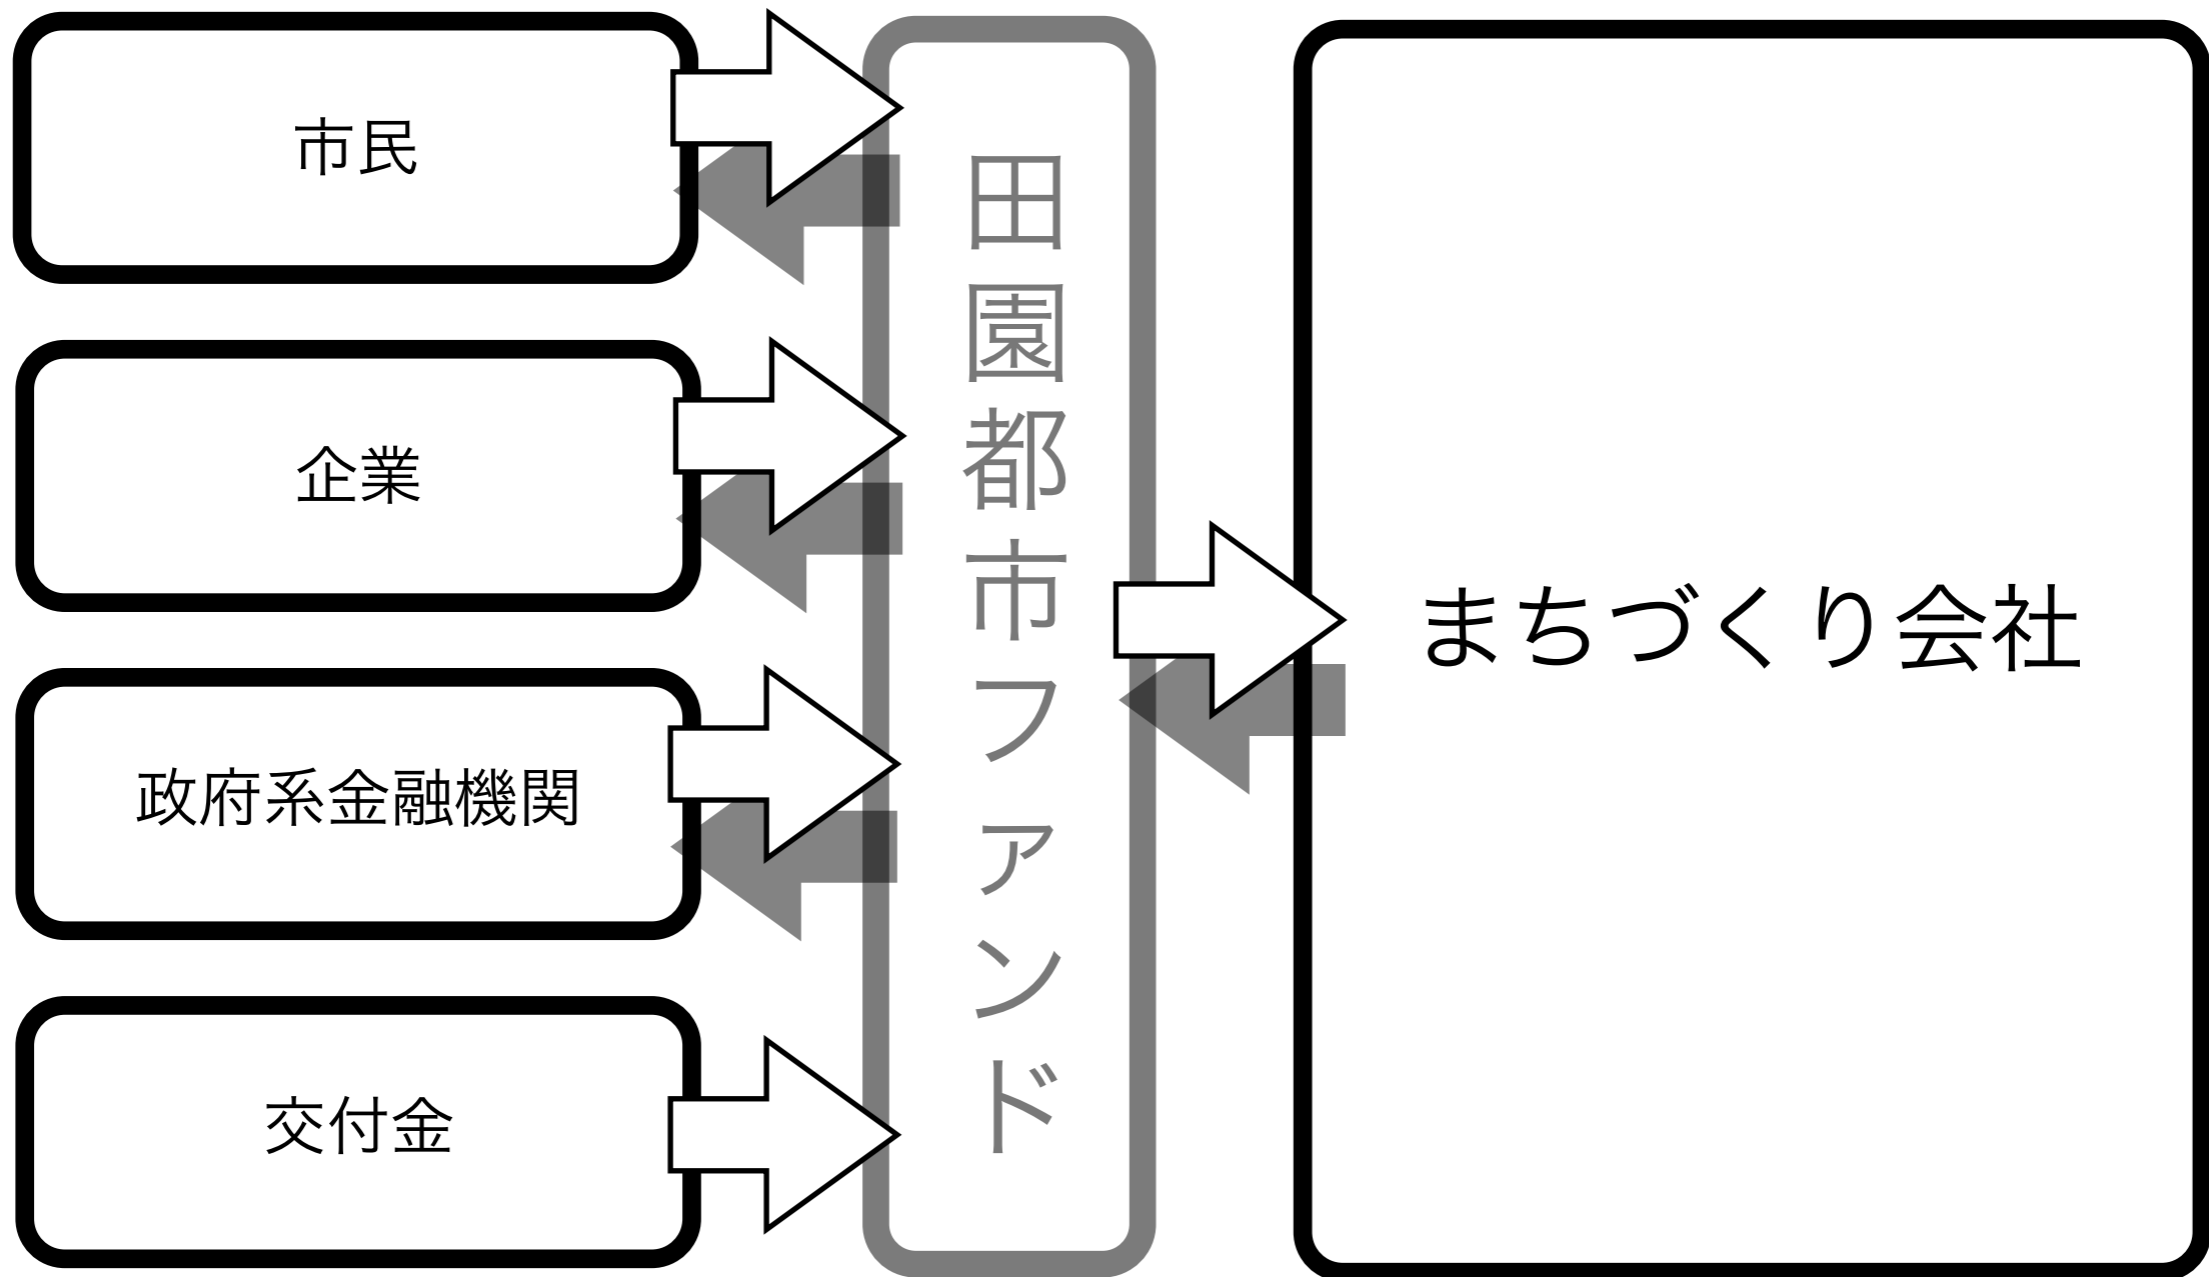 市民
企業
政府系金融機関
交付金
田園都市ファンド
まちづくり会社